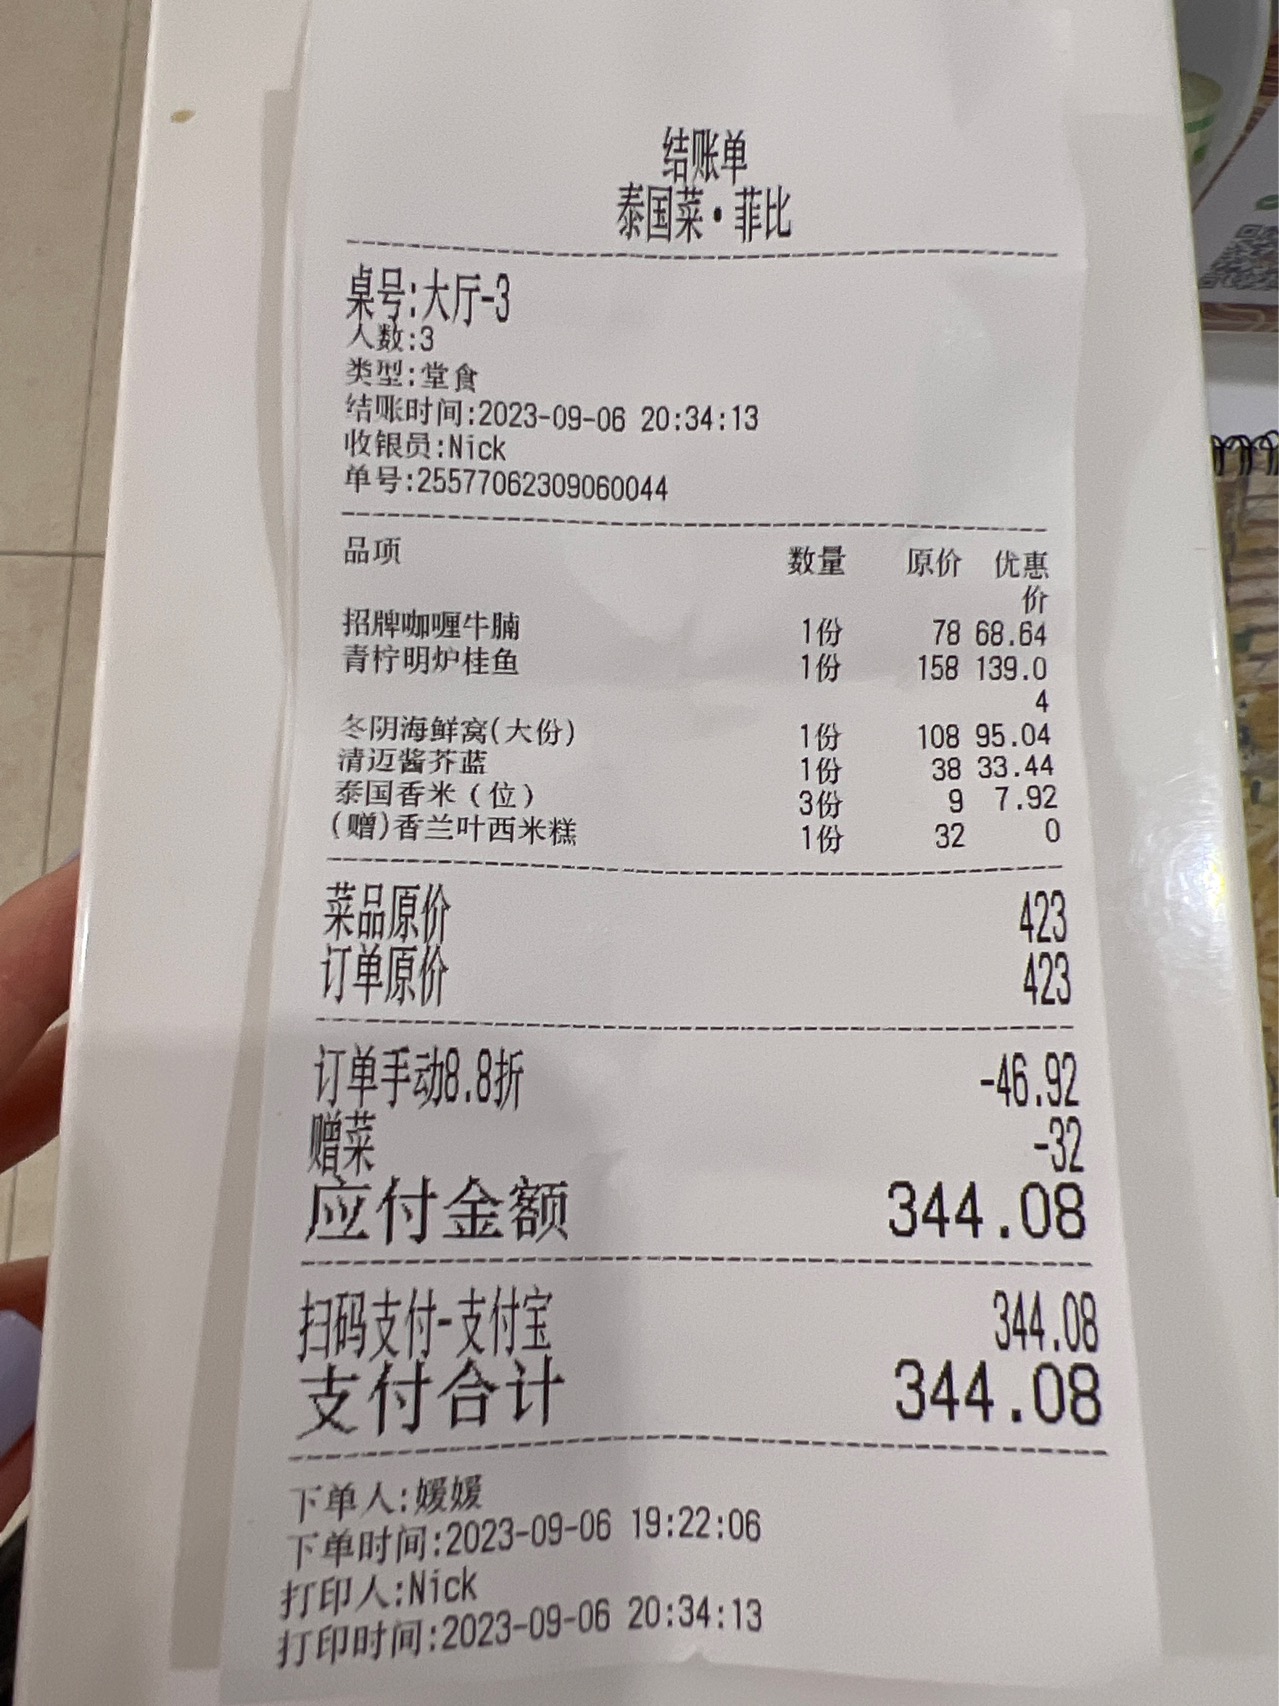 结账单
泰国菜·菲比
桌号:大厅-3
人数:3
类型:堂食
结账时间:2023-09-06 20:34:13
收银员:Nick
单号:25577062309060044
品项 数量 原价 优惠
价
招牌咖喱牛腩 1份 78 68.64
青柠明炉桂鱼 1份 158 139.0
4
冬阴海鲜窝(大份) 1份 108 95.04
清迈酱芥蓝 1份 38 33.44
泰国香米(位) 3份 9 7.92
(赠)香兰叶西米糕 1份 32 0
菜品原价 423
订单原价 423
订单手动8.8折 -46.92
赠菜 -32
应付金额 344.08
扫码支付-支付宝 344.08
支付合计 344.08
下单人:媛媛
下单时间:2023-09-06 19:22:06
打印人:Nick
打印时间:2023-09-06 20:34:13